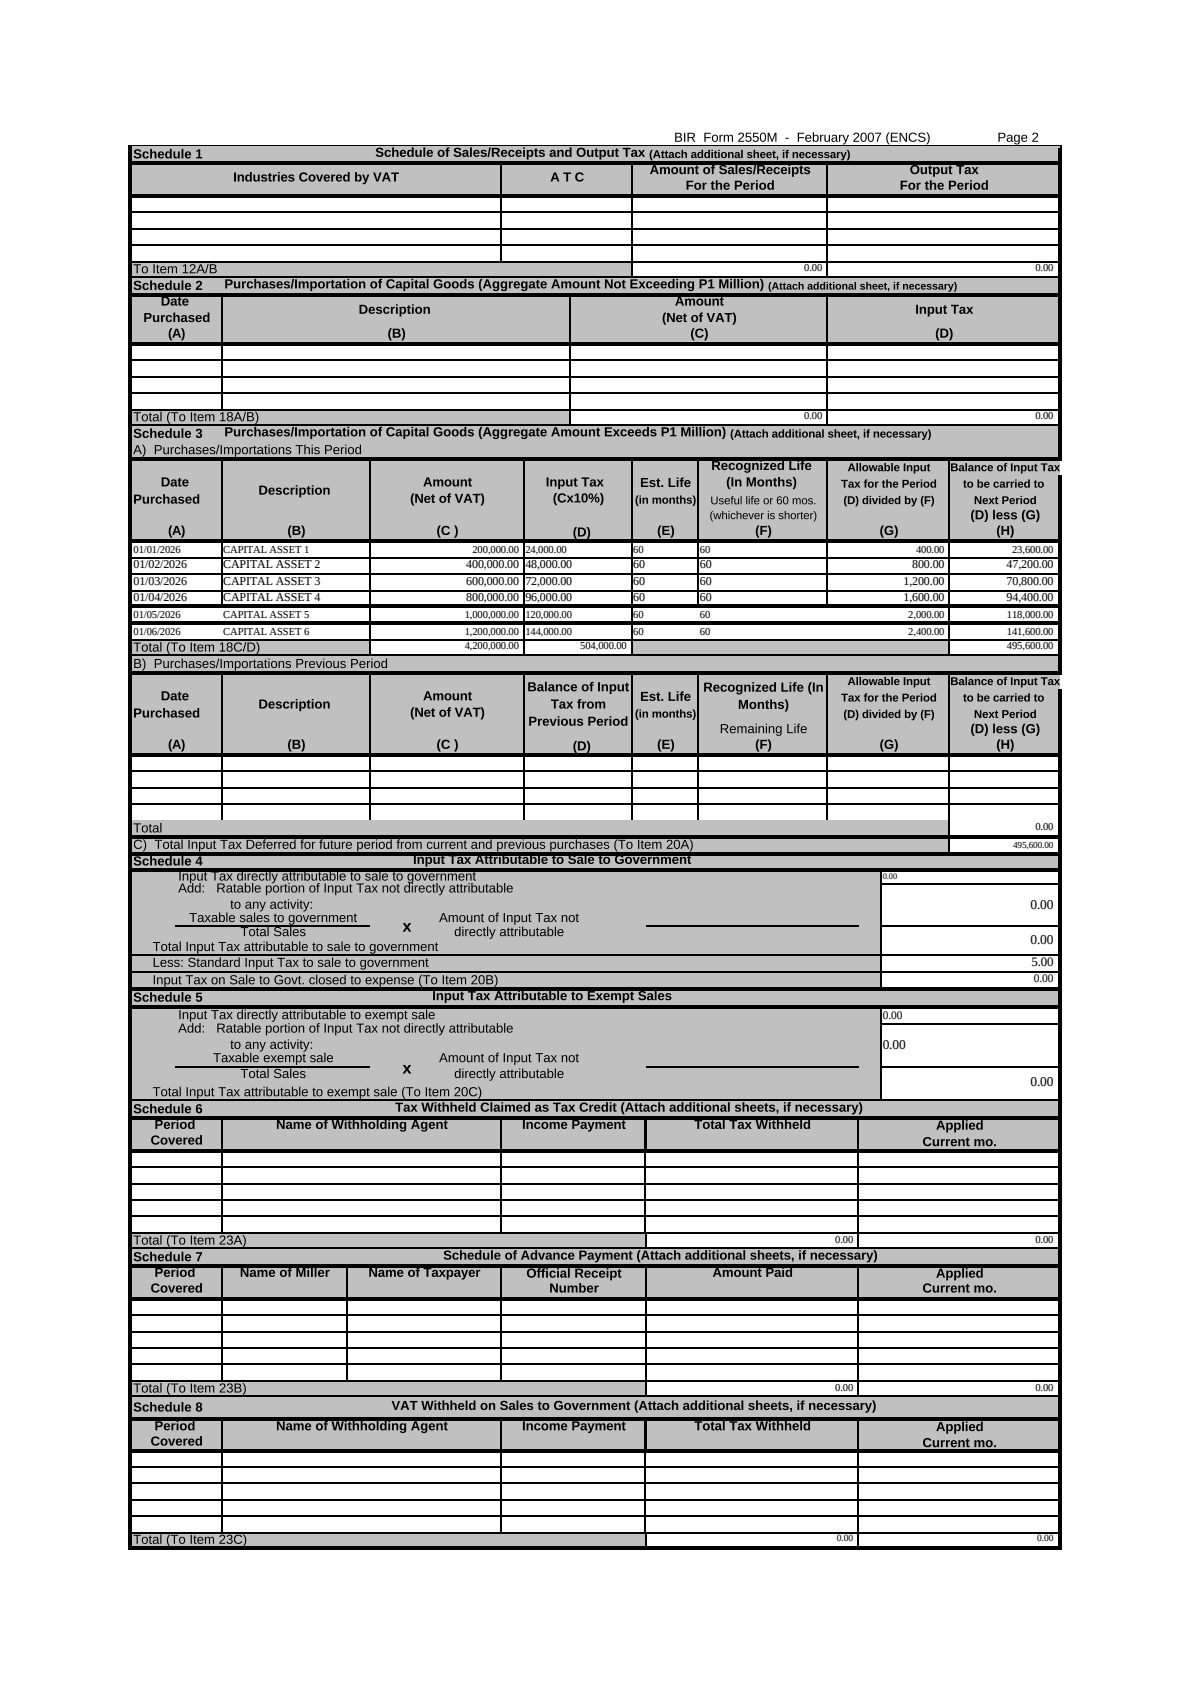 BIR Form 2550M - February 2007 (ENCS) Page 2
Schedule 1 Schedule of Sales/Receipts and Output Tax (Attach additional sheet, if necessary)
Industries Covered by VAT A T C Amount of Sales/Receipts For the Period Output Tax For the Period
To Item 12A/B 0.00 0.00
Schedule 2 Purchases/Importation of Capital Goods (Aggregate Amount Not Exceeding P1 Million) (Attach additional sheet, if necessary)
Date Purchased (A) Description (B) Amount (Net of VAT) (C) Input Tax (D)
Total (To Item 18A/B) 0.00 0.00
Schedule 3 Purchases/Importation of Capital Goods (Aggregate Amount Exceeds P1 Million) (Attach additional sheet, if necessary)
A) Purchases/Importations This Period
Date Purchased (A) Description (B) Amount (Net of VAT) (C ) Input Tax (Cx10%) (D) Est. Life (in months) (E) Recognized Life (In Months) Useful life or 60 mos. (whichever is shorter) (F) Allowable Input Tax for the Period (D) divided by (F) (G) Balance of Input Tax to be carried to Next Period (D) less (G) (H)
01/01/2026 CAPITAL ASSET 1 200,000.00 24,000.00 60 60 400.00 23,600.00
01/02/2026 CAPITAL ASSET 2 400,000.00 48,000.00 60 60 800.00 47,200.00
01/03/2026 CAPITAL ASSET 3 600,000.00 72,000.00 60 60 1,200.00 70,800.00
01/04/2026 CAPITAL ASSET 4 800,000.00 96,000.00 60 60 1,600.00 94,400.00
01/05/2026 CAPITAL ASSET 5 1,000,000.00 120,000.00 60 60 2,000.00 118,000.00
01/06/2026 CAPITAL ASSET 6 1,200,000.00 144,000.00 60 60 2,400.00 141,600.00
Total (To Item 18C/D) 4,200,000.00 504,000.00 495,600.00
B) Purchases/Importations Previous Period
Date Purchased (A) Description (B) Amount (Net of VAT) (C ) Balance of Input Tax from Previous Period (D) Est. Life (in months) (E) Recognized Life (In Months) Remaining Life (F) Allowable Input Tax for the Period (D) divided by (F) (G) Balance of Input Tax to be carried to Next Period (D) less (G) (H)
Total 0.00
C) Total Input Tax Deferred for future period from current and previous purchases (To Item 20A) 495,600.00
Schedule 4 Input Tax Attributable to Sale to Government
Input Tax directly attributable to sale to government 0.00
Add: Ratable portion of Input Tax not directly attributable
to any activity: 0.00
Taxable sales to government x Amount of Input Tax not
Total Sales directly attributable
Total Input Tax attributable to sale to government 0.00
Less: Standard Input Tax to sale to government 5.00
Input Tax on Sale to Govt. closed to expense (To Item 20B) 0.00
Schedule 5 Input Tax Attributable to Exempt Sales
Input Tax directly attributable to exempt sale 0.00
Add: Ratable portion of Input Tax not directly attributable
to any activity: 0.00
Taxable exempt sale x Amount of Input Tax not
Total Sales directly attributable
Total Input Tax attributable to exempt sale (To Item 20C) 0.00
Schedule 6 Tax Withheld Claimed as Tax Credit (Attach additional sheets, if necessary)
Period Covered Name of Withholding Agent Income Payment Total Tax Withheld Applied Current mo.
Total (To Item 23A) 0.00 0.00
Schedule 7 Schedule of Advance Payment (Attach additional sheets, if necessary)
Period Covered Name of Miller Name of Taxpayer Official Receipt Number Amount Paid Applied Current mo.
Total (To Item 23B) 0.00 0.00
Schedule 8 VAT Withheld on Sales to Government (Attach additional sheets, if necessary)
Period Covered Name of Withholding Agent Income Payment Total Tax Withheld Applied Current mo.
Total (To Item 23C) 0.00 0.00